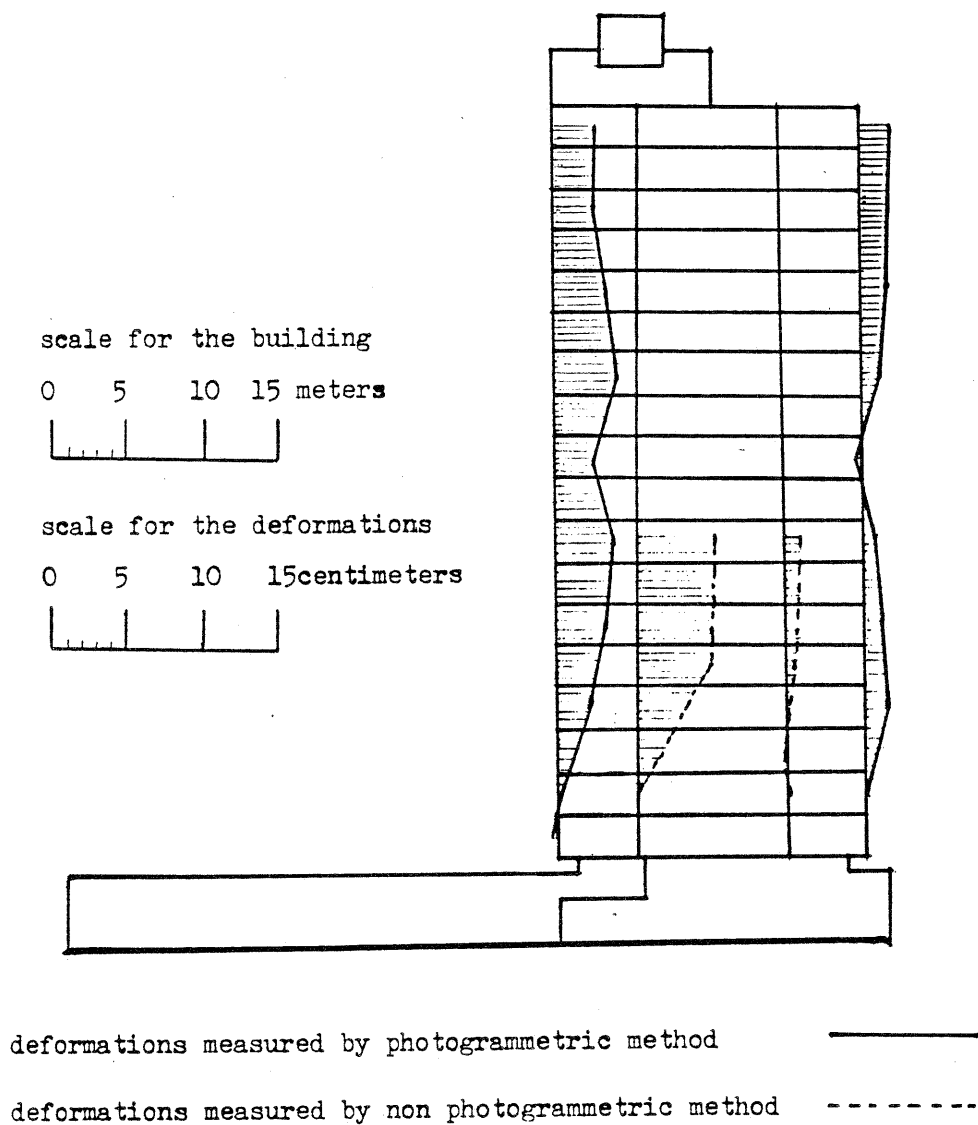 scale for the building
0 5 10 15 meters
scale for the deformations
0 5 10 15centimeters
deformations measured by photogrammetric method
deformations measured by non photogrammetric method